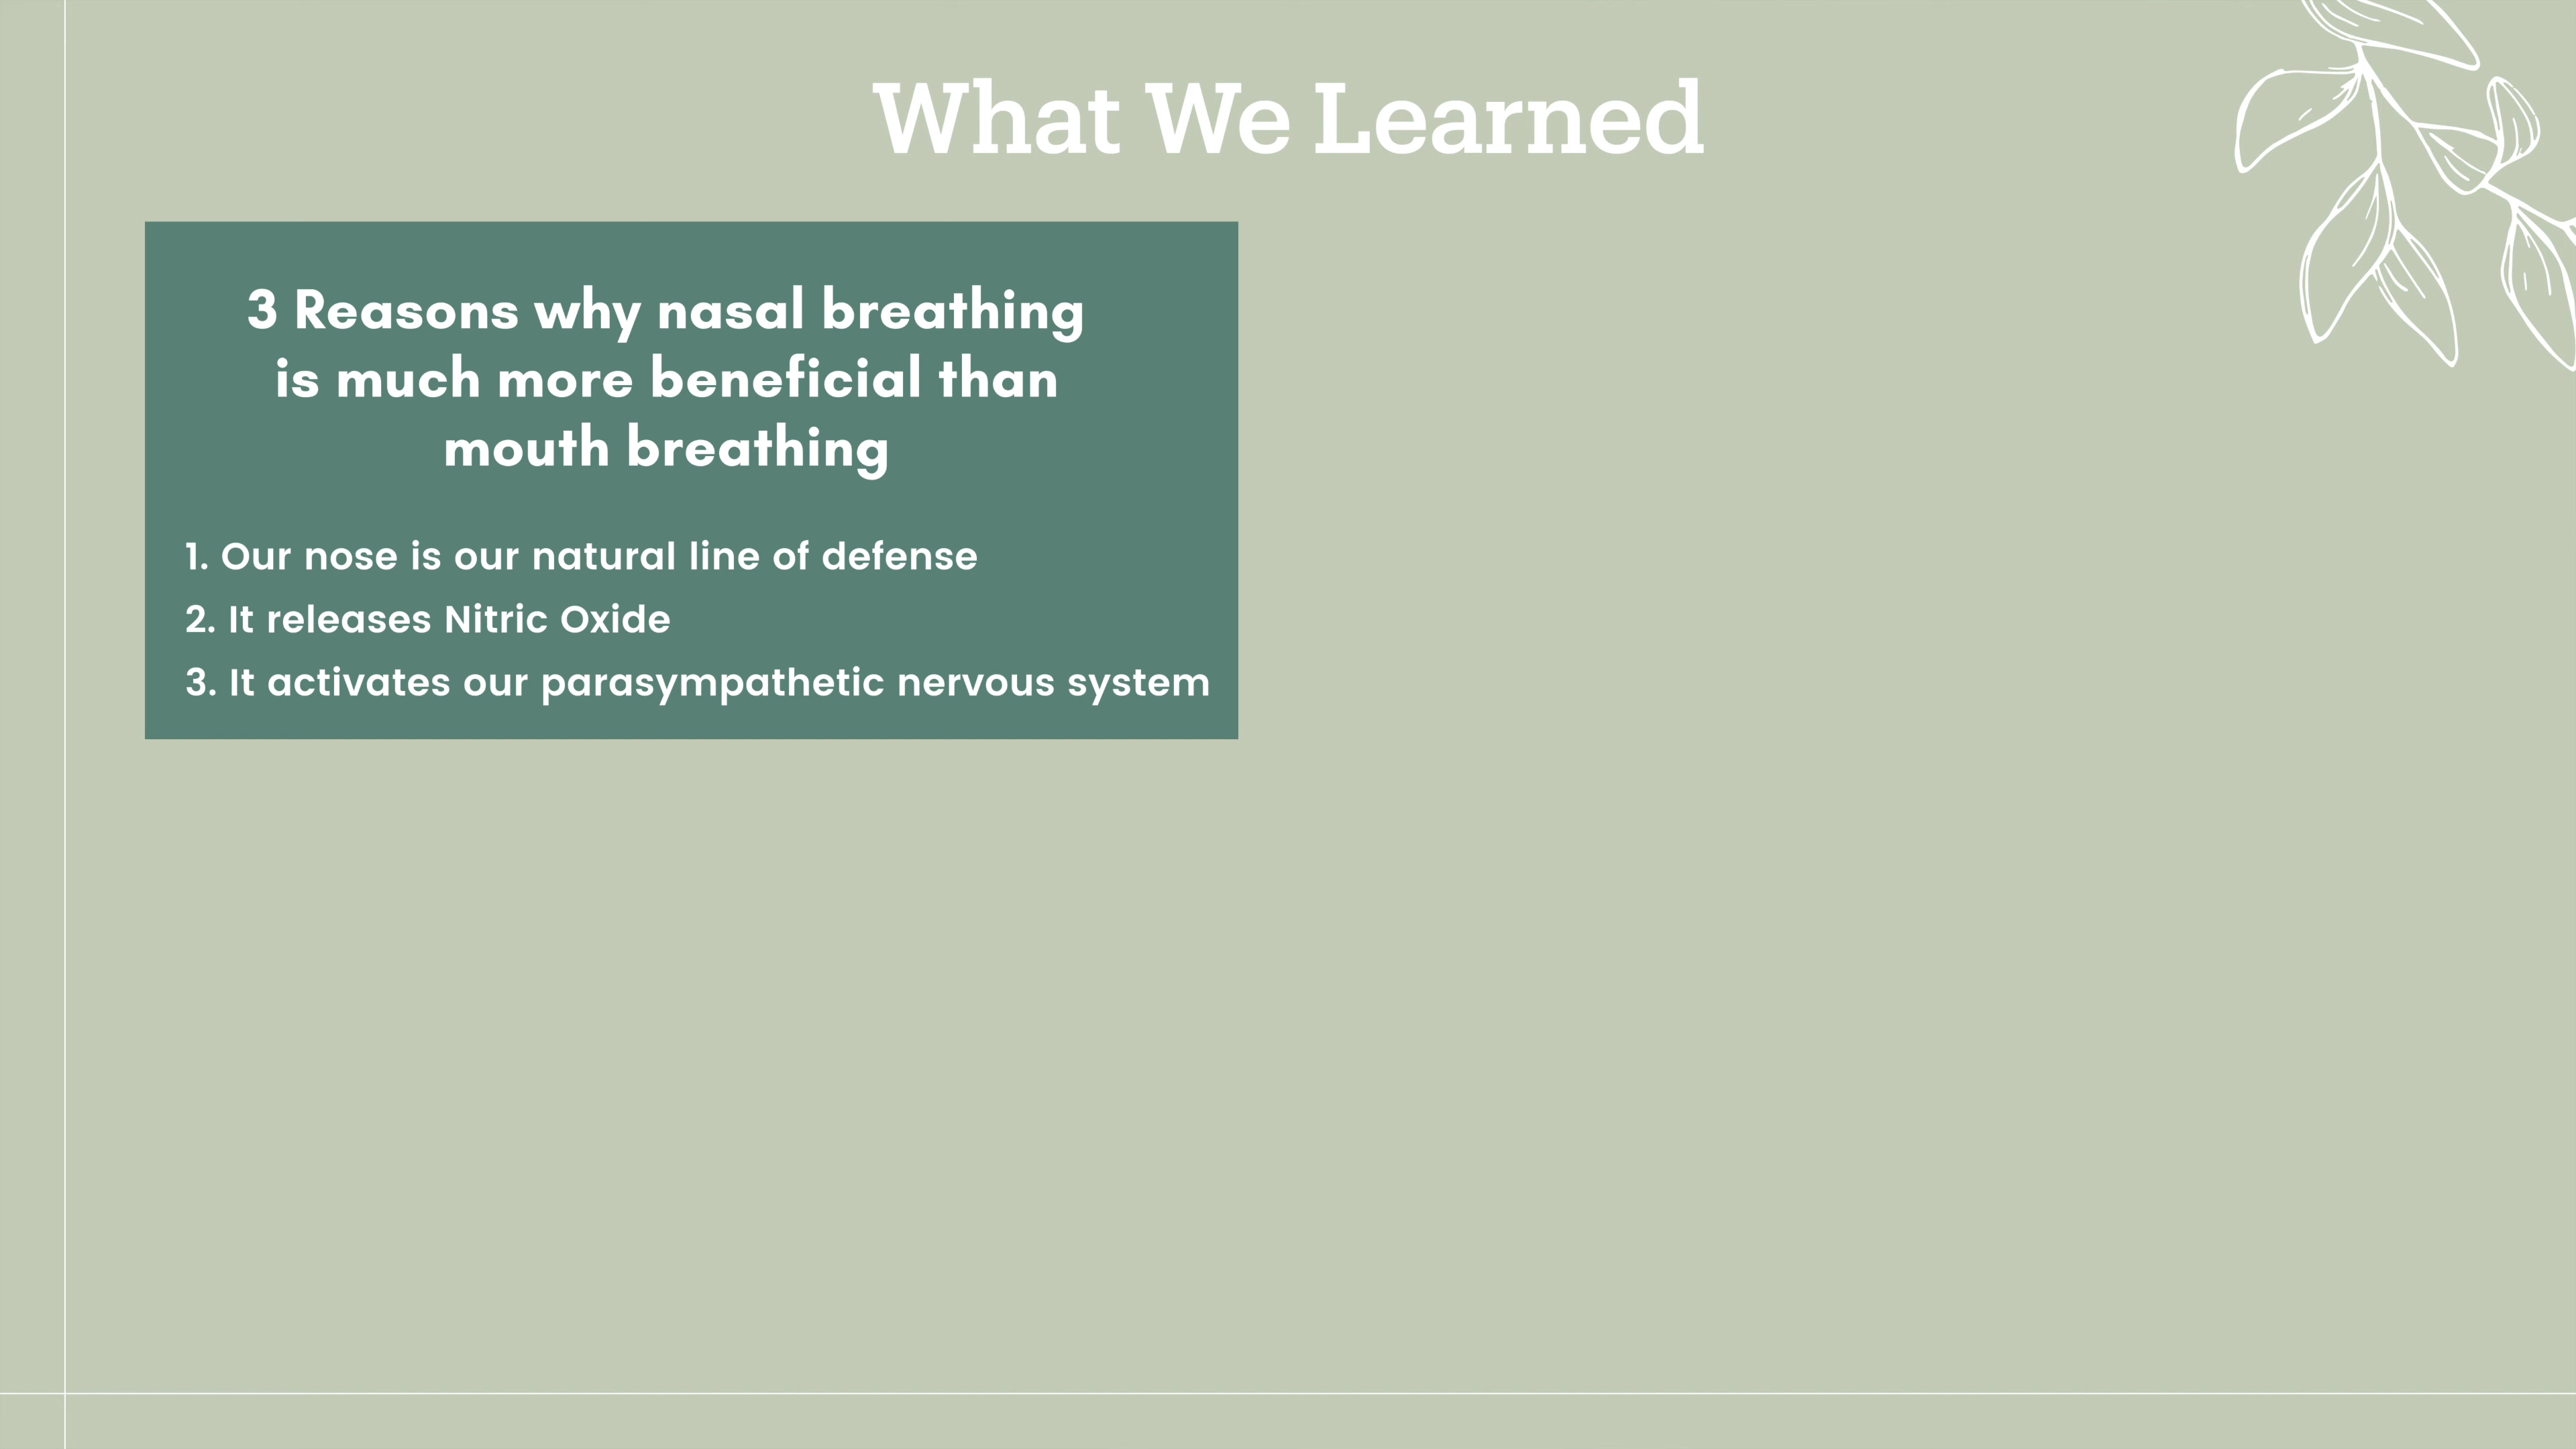 What We Learned
3 Reasons why nasal breathing
is much more beneficial than
mouth breathing
1. Our nose is our natural line of defense
2. It releases Nitric Oxide
3. It activates our parasympathetic nervous system